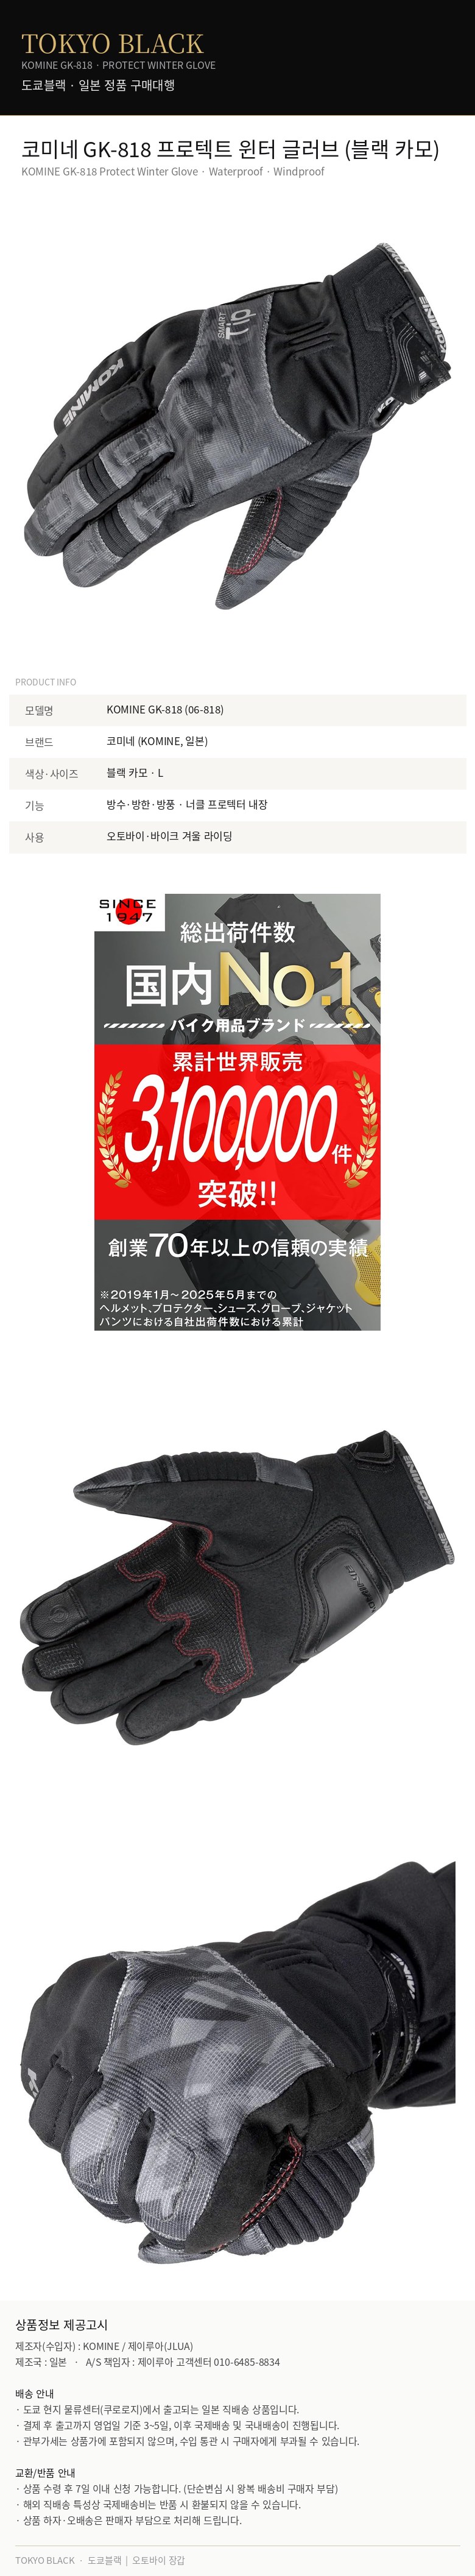 TOKYO BLACK
KOMINE GK-818 · PROTECT WINTER GLOVE
도쿄블랙 · 일본 정품 구매대행
코미네 GK-818 프로텍트 윈터 글러브 (블랙 카모)
KOMINE GK-818 Protect Winter Glove · Waterproof · Windproof
KOMINE
SMART
Tip
KOMINE
KOMINE
PRODUCT INFO
모델명 KOMINE GK-818 (06-818)
브랜드 코미네 (KOMINE, 일본)
색상·사이즈 블랙 카모 · L
기능 방수·방한·방풍 · 너클 프로텍터 내장
사용 오토바이·바이크 겨울 라이딩
SINCE
1947
総出荷件数
国内No.1
バイク用品ブランド
累計世界販売
3,100,000件
突破!!
創業70年以上の信頼の実績
※2019年1月～2025年5月までの
ヘルメット、プロテクター、シューズ、グローブ、ジャケット
パンツにおける自社出荷件数における累計
KOMINE
KOMINE
상품정보 제공고시
제조자(수입자) : KOMINE / 제이루아(JLUA)
제조국 : 일본 · A/S 책임자 : 제이루아 고객센터 010-6485-8834
배송 안내
· 도쿄 현지 물류센터(쿠로로지)에서 출고되는 일본 직배송 상품입니다.
· 결제 후 출고까지 영업일 기준 3~5일, 이후 국제배송 및 국내배송이 진행됩니다.
· 관부가세는 상품가에 포함되지 않으며, 수입 통관 시 구매자에게 부과될 수 있습니다.
교환/반품 안내
· 상품 수령 후 7일 이내 신청 가능합니다. (단순변심 시 왕복 배송비 구매자 부담)
· 해외 직배송 특성상 국제배송비는 반품 시 환불되지 않을 수 있습니다.
· 상품 하자·오배송은 판매자 부담으로 처리해 드립니다.
TOKYO BLACK · 도쿄블랙 | 오토바이 장갑